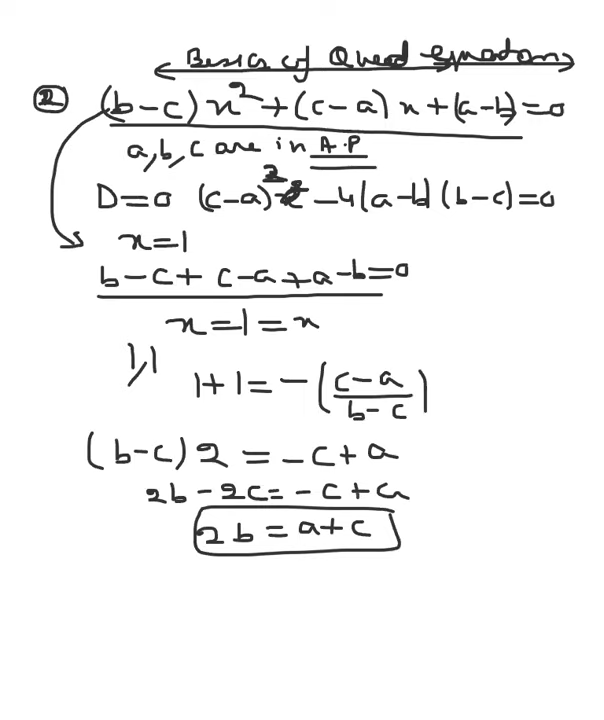 Basics of Quad Equation
2 (b-c)x²+(c-a)x+(a-b)=0
a,b,c are in A.P
D=0 (c-a)² -4(a-b)(b-c)=0
x=1
b-c+c-a+a-b=0
x=1=x
1,1
1+1=-(c-a/b-c)
(b-c)2=-c+a
2b-2c=-c+a
2b=a+c